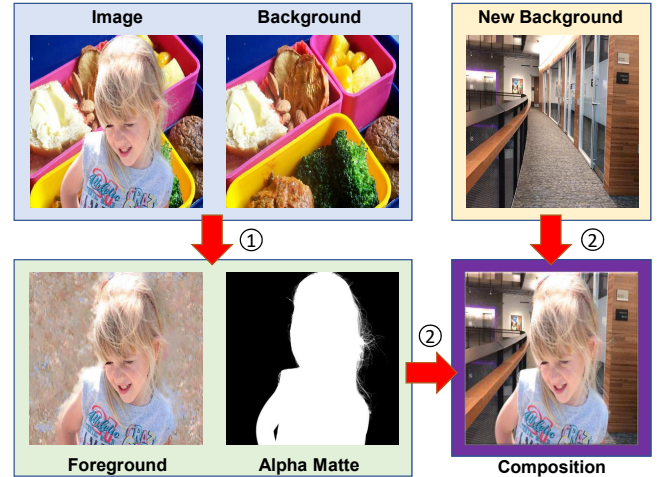 Image
Background
New Background
①
②
②
Foreground
Alpha Matte
Composition